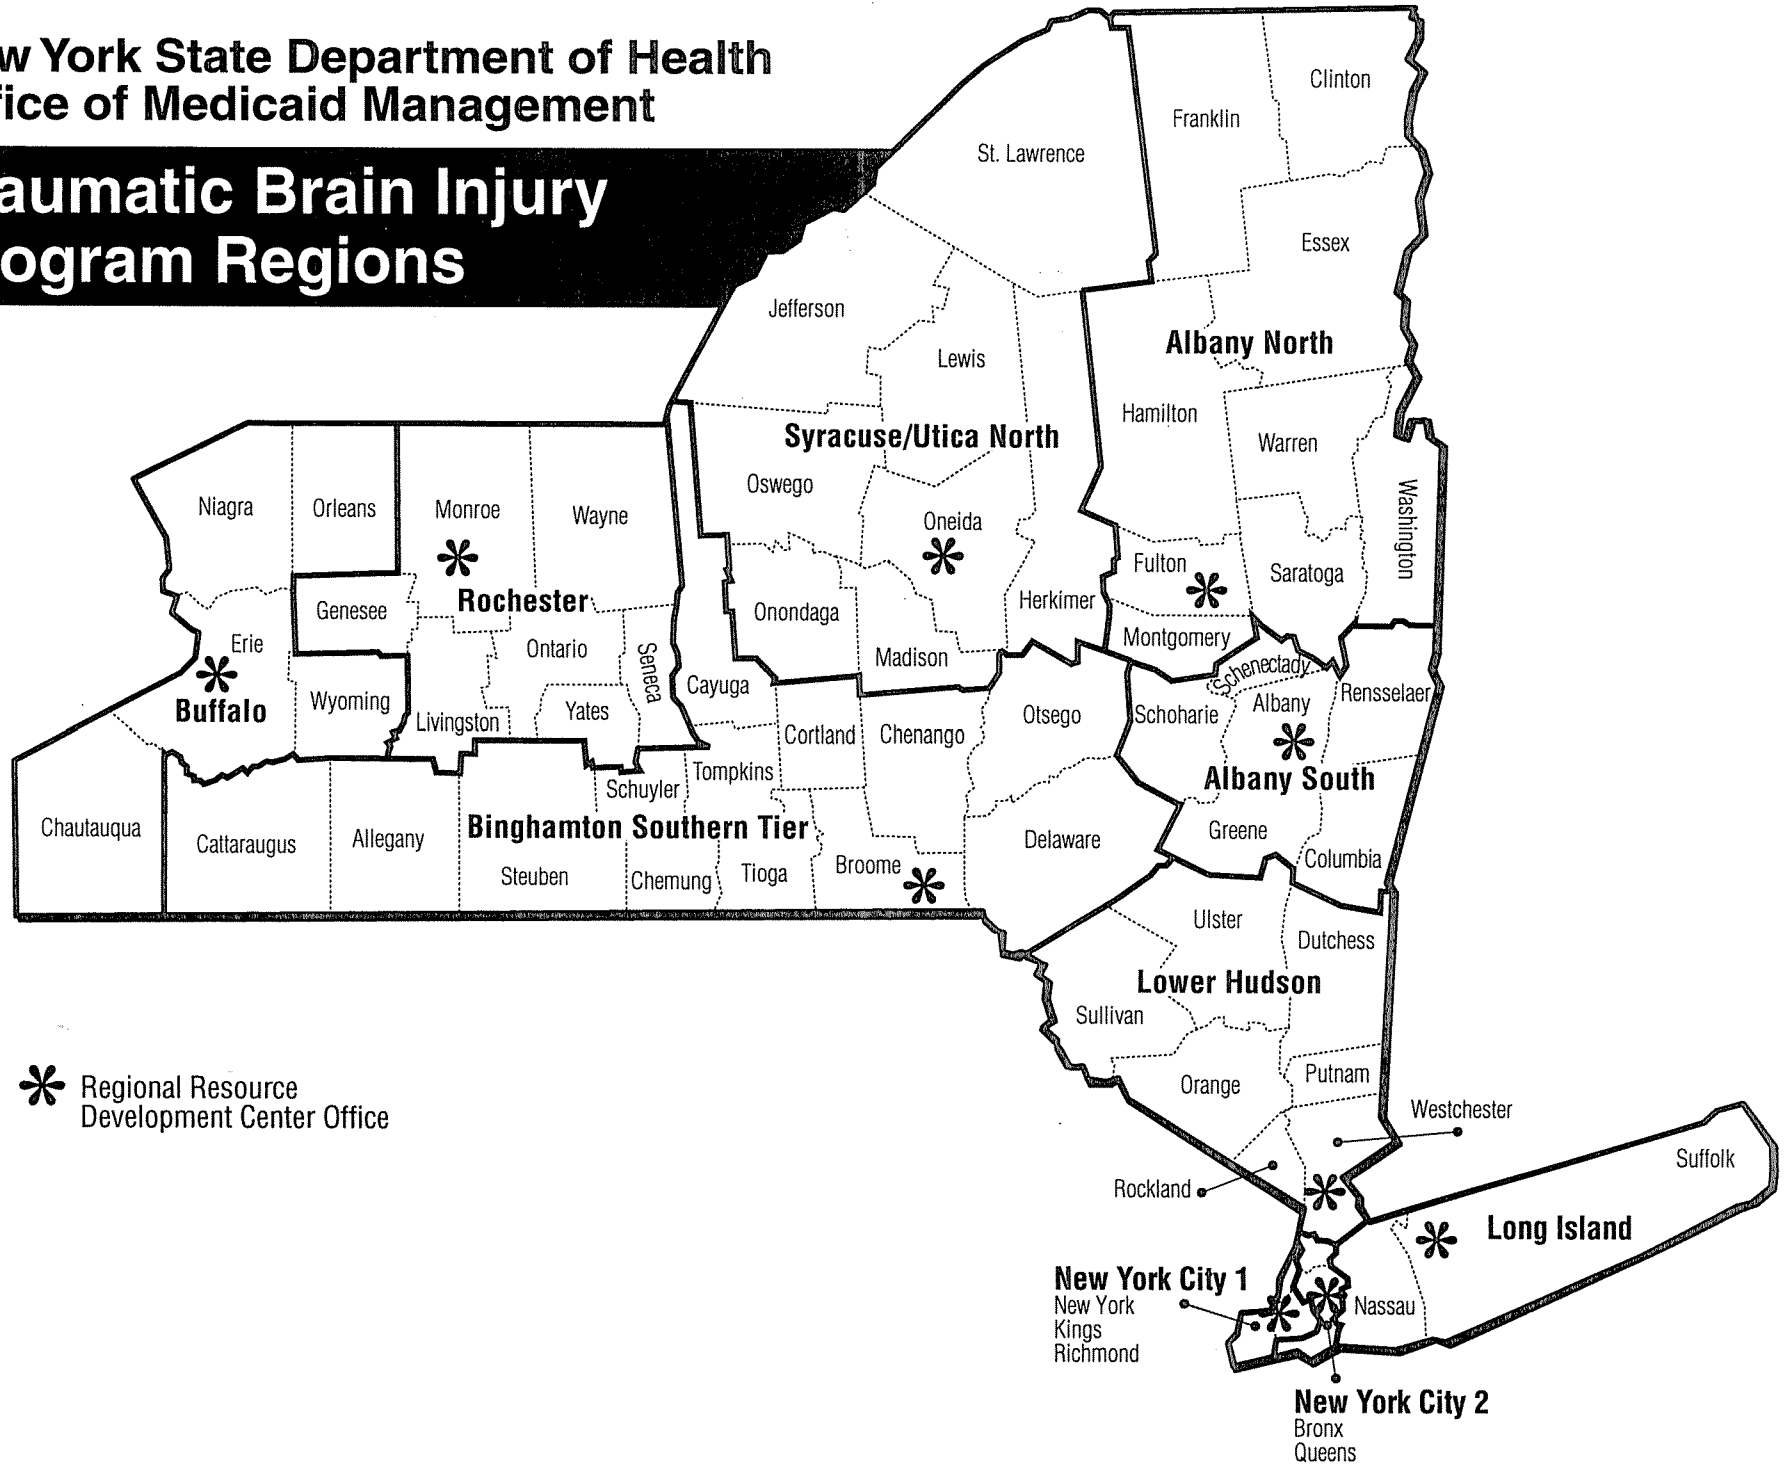 w York State Department of Health
fice of Medicaid Management
aumatic Brain Injury
ogram Regions
Clinton
Franklin
St. Lawrence
Essex
Jefferson
Albany North
Lewis
Hamilton
Syracuse/Utica North
Warren
Oswego
Washington
Niagra
Orleans
Monroe
Wayne
Oneida
Fulton
Saratoga
Rochester
Genesee
Onondaga
Herkimer
Montgomery
Erie
Ontario
Seneca
Madison
Schenectady
Cayuga
Rensselaer
Buffalo
Wyoming
Livingston
Yates
Otsego
Schoharie
Albany
Cortland
Chenango
Tompkins
Albany South
Schuyler
Chautauqua
Cattaraugus
Allegany
Binghamton Southern Tier
Delaware
Greene
Columbia
Steuben
Chemung
Tioga
Broome
Ulster
Dutchess
Lower Hudson
Sullivan
Orange
Putnam
Regional Resource
Development Center Office
Westchester
Suffolk
Rockland
Long Island
New York City 1
New York
Kings
Richmond
Nassau
New York City 2
Bronx
Queens